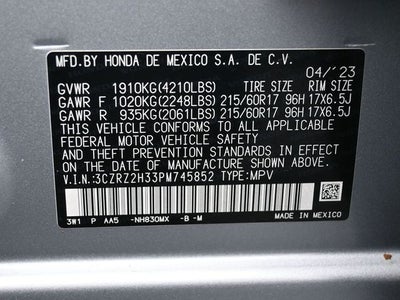 MFD.BY HONDA DE MEXICO S.A. DE C.V.
04/'23
GVWR 1910KG(4210LBS) TIRE SIZE RIM SIZE
GAWR F 1020KG(2248LBS) 215/60R17 96H 17X6.5J
GAWR R 935KG(2061LBS) 215/60R17 96H 17X6.5J
THIS VEHICLE CONFORMS TO ALL APPLICABLE
FEDERAL MOTOR VEHICLE SAFETY, BUMPER,
AND THEFT PREVENTION STANDARDS IN EFFECT
ON THE DATE OF MANUFACTURE SHOWN ABOVE.
V.I.N.:3CZRZ2H33PM745852 TYPE:MPV
3W1 P AA5 -NH830MX -B -M
MADE IN MEXICO